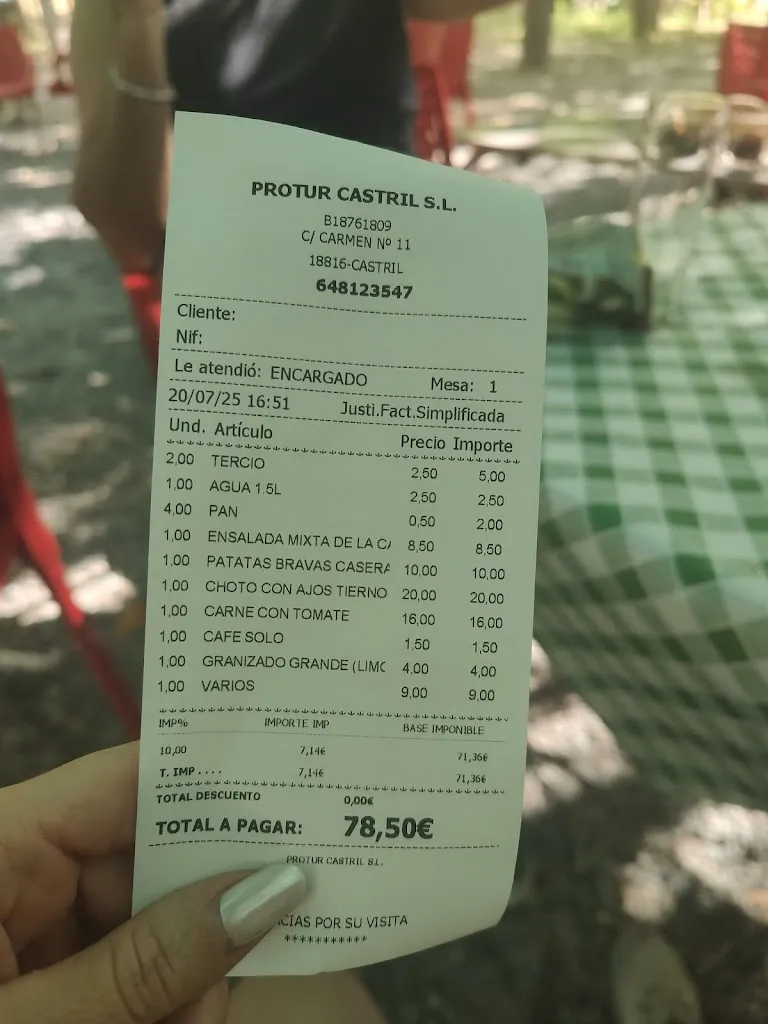 PROTUR CASTRIL S.L.
B18761809
C/ CARMEN Nº 11
18816-CASTRIL
648123547
Cliente:
Nif:
Le atendió: ENCARGADO Mesa: 1
20/07/25 16:51 Justi.Fact.Simplificada
Und. Artículo Precio Importe
2,00 TERCIO 2,50 5,00
1,00 AGUA 1.5L 2,50 2,50
4,00 PAN 0,50 2,00
1,00 ENSALADA MIXTA DE LA CA 8,50 8,50
1,00 PATATAS BRAVAS CASERA 10,00 10,00
1,00 CHOTO CON AJOS TIERNO 20,00 20,00
1,00 CARNE CON TOMATE 16,00 16,00
1,00 CAFE SOLO 1,50 1,50
1,00 GRANIZADO GRANDE (LIMO 4,00 4,00
1,00 VARIOS 9,00 9,00
IMP% IMPORTE IMP BASE IMPONIBLE
10,00 7,14€ 71,36€
T. IMP .... 7,14€ 71,36€
TOTAL DESCUENTO 0,00€
TOTAL A PAGAR: 78,50€
PROTUR CASTRIL S.L.
CIAS POR SU VISITA
***********